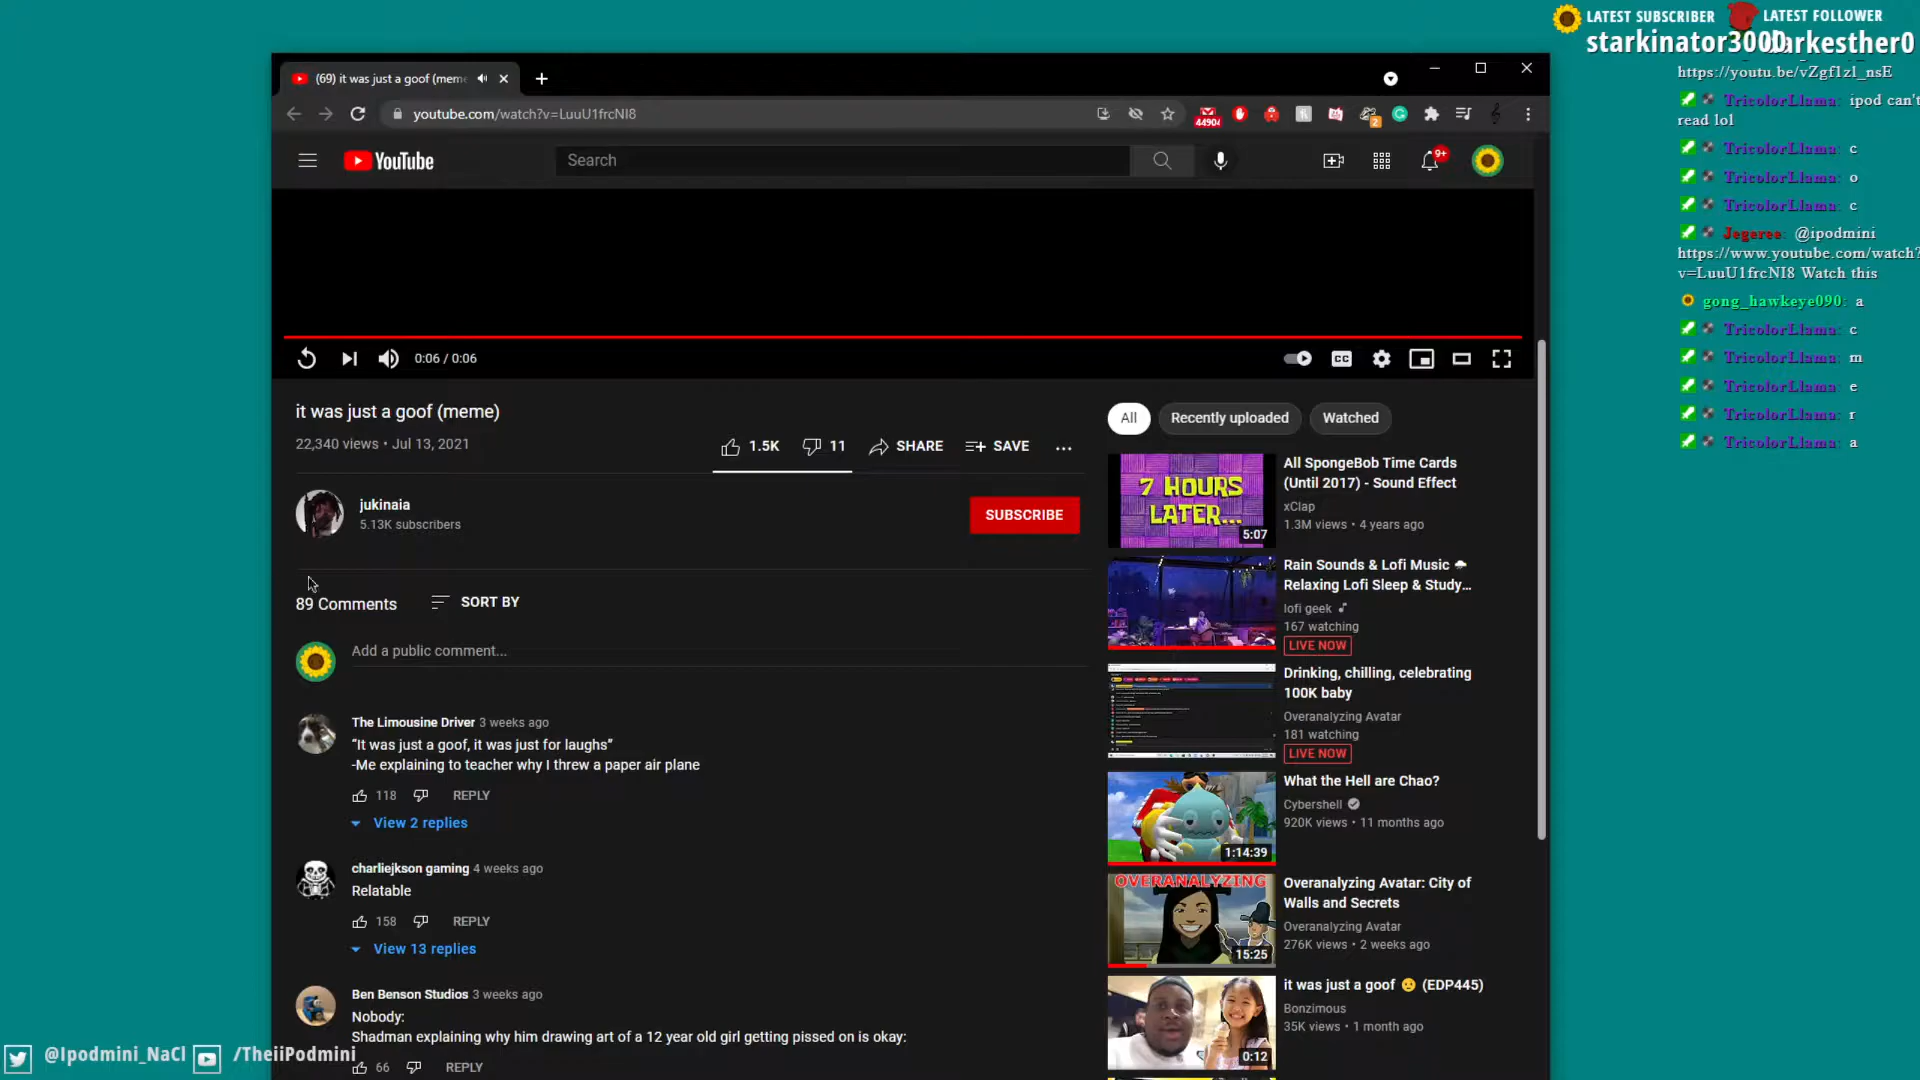 LATEST SUBSCRIBER
starkinator300
LATEST FOLLOWER
darkesther0
(69) it was just a goof (meme
youtube.com/watch?v=LuuU1frcNI8
44904
2
YouTube
Search
9+
0:06 / 0:06
CC
it was just a goof (meme)
22,340 views • Jul 13, 2021
1.5K
11
SHARE
SAVE
jukinaia
5.13K subscribers
SUBSCRIBE
89 Comments
SORT BY
Add a public comment...
The Limousine Driver 3 weeks ago
“It was just a goof, it was just for laughs”
-Me explaining to teacher why I threw a paper air plane
118
REPLY
View 2 replies
charliejkson gaming 4 weeks ago
Relatable
158
REPLY
View 13 replies
Ben Benson Studios 3 weeks ago
Nobody:
Shadman explaining why him drawing art of a 12 year old girl getting pissed on is okay:
66
REPLY
All
Recently uploaded
Watched
7 HOURS
LATER...
5:07
All SpongeBob Time Cards
(Until 2017) - Sound Effect
xClap
1.3M views • 4 years ago
Rain Sounds & Lofi Music 🌧
Relaxing Lofi Sleep & Study...
lofi geek
167 watching
LIVE NOW
Drinking, chilling, celebrating
100K baby
Overanalyzing Avatar
181 watching
LIVE NOW
1:14:39
What the Hell are Chao?
Cybershell
920K views • 11 months ago
OVERANALYZING
15:25
Overanalyzing Avatar: City of
Walls and Secrets
Overanalyzing Avatar
276K views • 2 weeks ago
0:12
it was just a goof 😟 (EDP445)
Bonzimous
35K views • 1 month ago
https://youtu.be/vZgf1zl_nsE
TricolorLlama: ipod can't
read lol
TricolorLlama: c
TricolorLlama: o
TricolorLlama: c
Jegeree: @ipodmini
https://www.youtube.com/watch?
v=LuuU1frcNI8 Watch this
gong_hawkeye090: a
TricolorLlama: c
TricolorLlama: m
TricolorLlama: e
TricolorLlama: r
TricolorLlama: a
@Ipodmini_NaCl
/TheiiPodmini